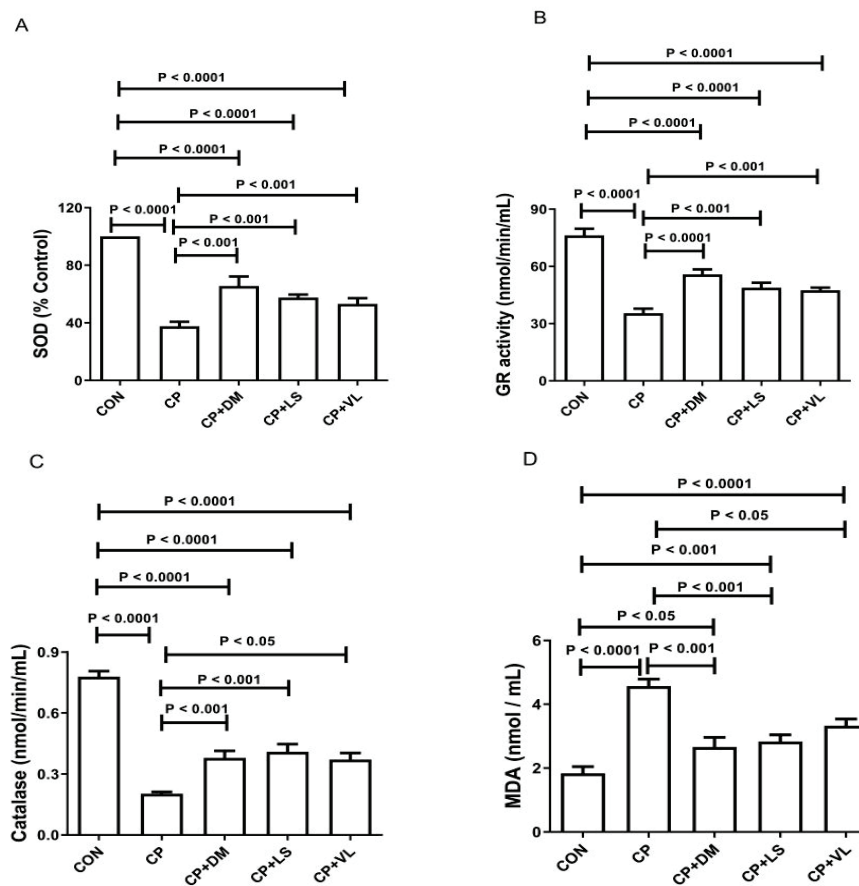 A
P < 0.0001
P < 0.0001
P < 0.0001
P < 0.001
P < 0.0001
P < 0.001
P < 0.001
SOD (% Control)
120
80
40
0
CON
CP
CP+DM
CP+LS
CP+VL
B
P < 0.0001
P < 0.0001
P < 0.0001
P < 0.001
P < 0.0001
P < 0.001
P < 0.0001
GR activity (nmol/min/mL)
90
60
30
0
CON
CP
CP+DM
CP+LS
CP+VL
C
P < 0.0001
P < 0.0001
P < 0.0001
P < 0.0001
P < 0.05
P < 0.001
P < 0.001
Catalase (nmol/min/mL)
0.9
0.6
0.3
0.0
CON
CP
CP+DM
CP+LS
CP+VL
D
P < 0.0001
P < 0.05
P < 0.001
P < 0.001
P < 0.05
P < 0.0001
P < 0.001
MDA (nmol / mL)
6
4
2
0
CON
CP
CP+DM
CP+LS
CP+VL